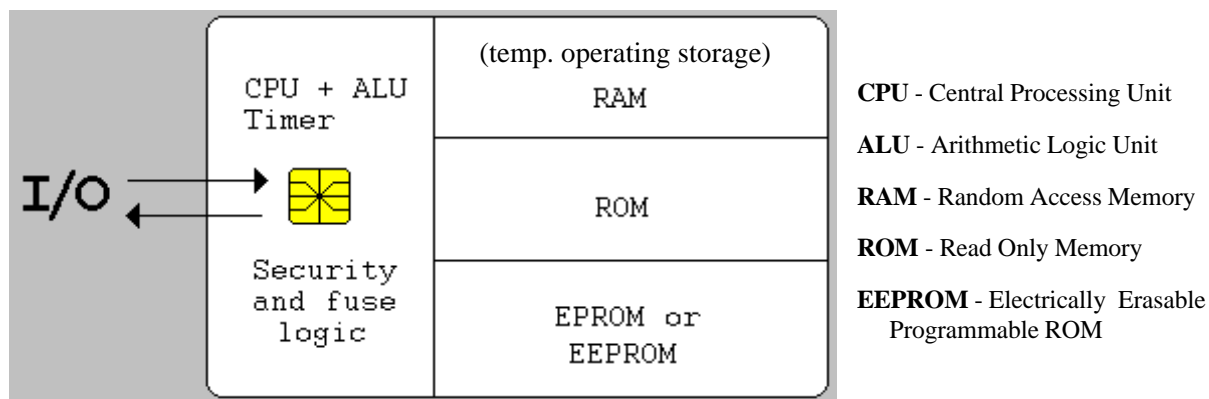 I/O
CPU + ALU
Timer
Security
and fuse
logic
(temp. operating storage)
RAM
ROM
EPROM or
EEPROM
CPU - Central Processing Unit
ALU - Arithmetic Logic Unit
RAM - Random Access Memory
ROM - Read Only Memory
EEPROM - Electrically Erasable
Programmable ROM